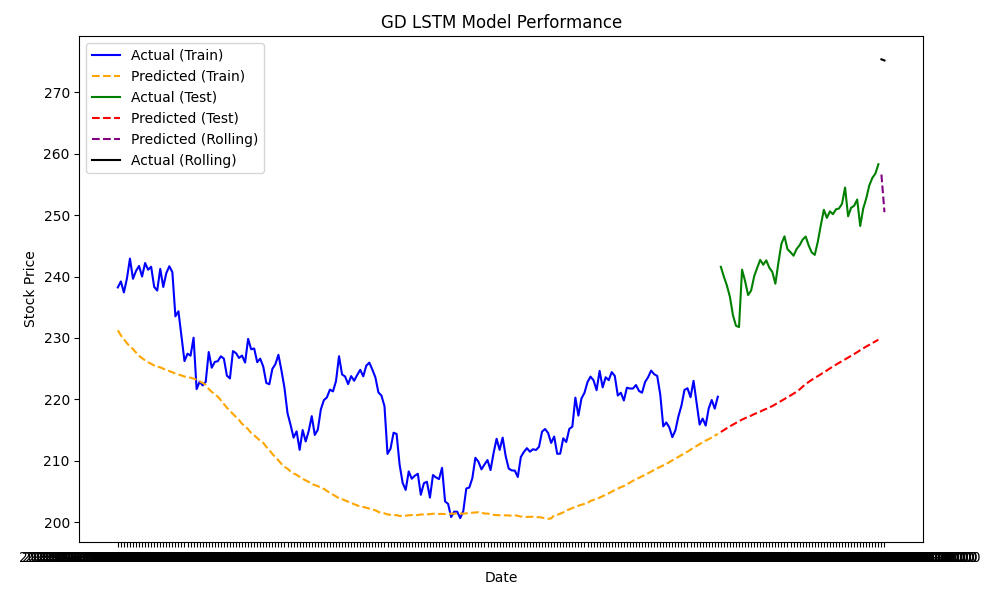 GD LSTM Model Performance
Actual (Train)
Predicted (Train)
Actual (Test)
Predicted (Test)
Predicted (Rolling)
Actual (Rolling)
270
260
250
240
230
220
210
200
Stock Price
Date